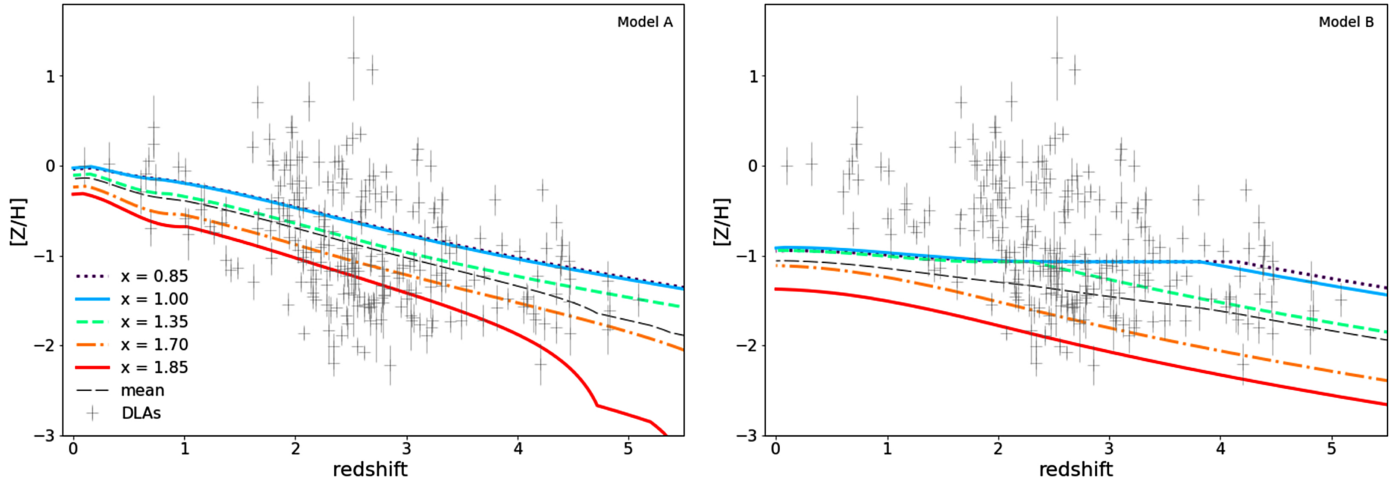 Model A
1
0
−1
−2
−3
[Z/H]
x = 0.85
x = 1.00
x = 1.35
x = 1.70
x = 1.85
mean
DLAs
0 1 2 3 4 5
redshift
Model B
1
0
−1
−2
−3
[Z/H]
0 1 2 3 4 5
redshift